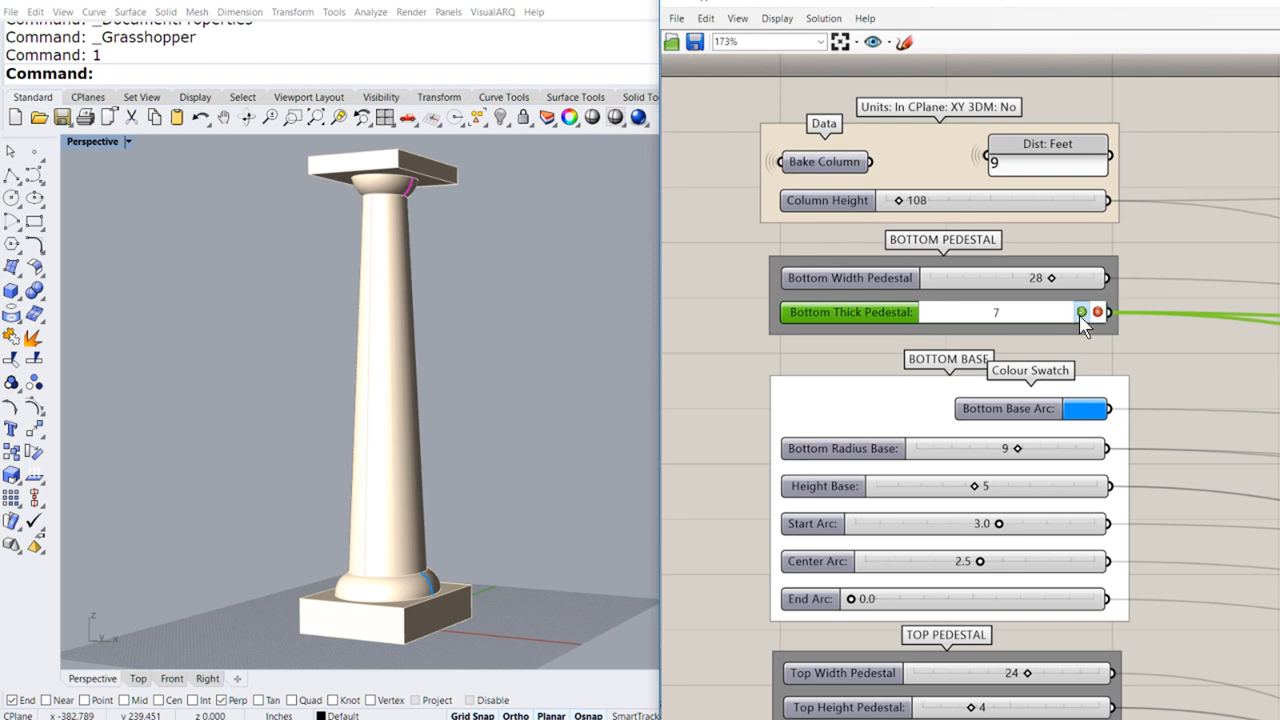 File Edit View Curve Surface Solid Mesh Dimension Transform Tools Analyze Render Panels VisualARQ Help
Command: _DocumentProperties
Command: _Grasshopper
Command: 1
Command:
Standard CPlanes Set View Display Select Viewport Layout Visibility Transform Curve Tools Surface Tools Solid To
Perspective
z
y x
Perspective Top Front Right
End Near Point Mid Cen Int Perp Tan Quad Knot Vertex Project Disable
CPlane x -382.789 y 239.451 z 0.000 Inches Default Grid Snap Ortho Planar Osnap SmartTrack
File Edit View Display Solution Help
173%
Units: In CPlane: XY 3DM: No
Data
Bake Column
Dist: Feet
9
Column Height 108
BOTTOM PEDESTAL
Bottom Width Pedestal 28
Bottom Thick Pedestal: 7
BOTTOM BASE
Colour Swatch
Bottom Base Arc:
Bottom Radius Base: 9
Height Base: 5
Start Arc: 3.0
Center Arc: 2.5
End Arc: 0.0
TOP PEDESTAL
Top Width Pedestal 24
Top Height Pedestal: 4